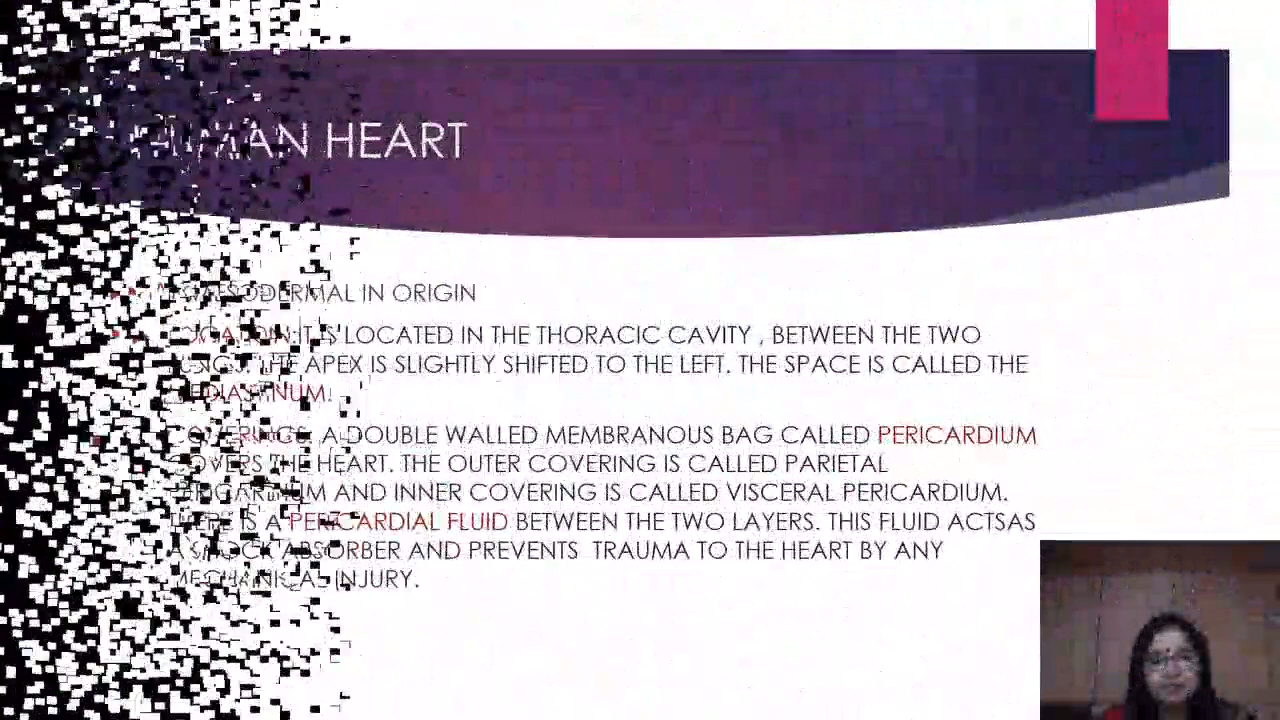 HUMAN HEART
MESODERMAL IN ORIGIN
LOCATION: IT IS LOCATED IN THE THORACIC CAVITY , BETWEEN THE TWO
LUNGS. THE APEX IS SLIGHTLY SHIFTED TO THE LEFT. THE SPACE IS CALLED THE
MEDIASTINUM.
COVERINGS: A DOUBLE WALLED MEMBRANOUS BAG CALLED PERICARDIUM
COVERS THE HEART. THE OUTER COVERING IS CALLED PARIETAL
PERICARDIUM AND INNER COVERING IS CALLED VISCERAL PERICARDIUM.
THERE IS A PERICARDIAL FLUID BETWEEN THE TWO LAYERS. THIS FLUID ACTSAS
A SHOCK ABSORBER AND PREVENTS TRAUMA TO THE HEART BY ANY
MECHANICAL INJURY.